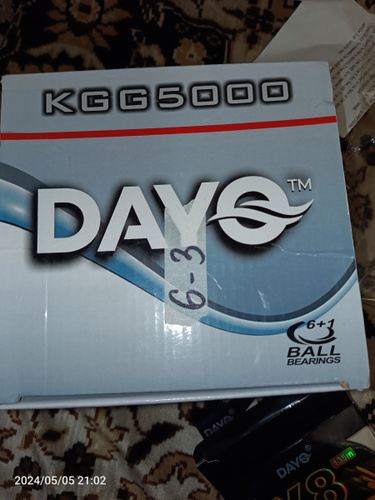 KGG5000
DAYO™
6-3
6+1
BALL
BEARINGS
DAYO
DAYO
2024/05/05 21:02